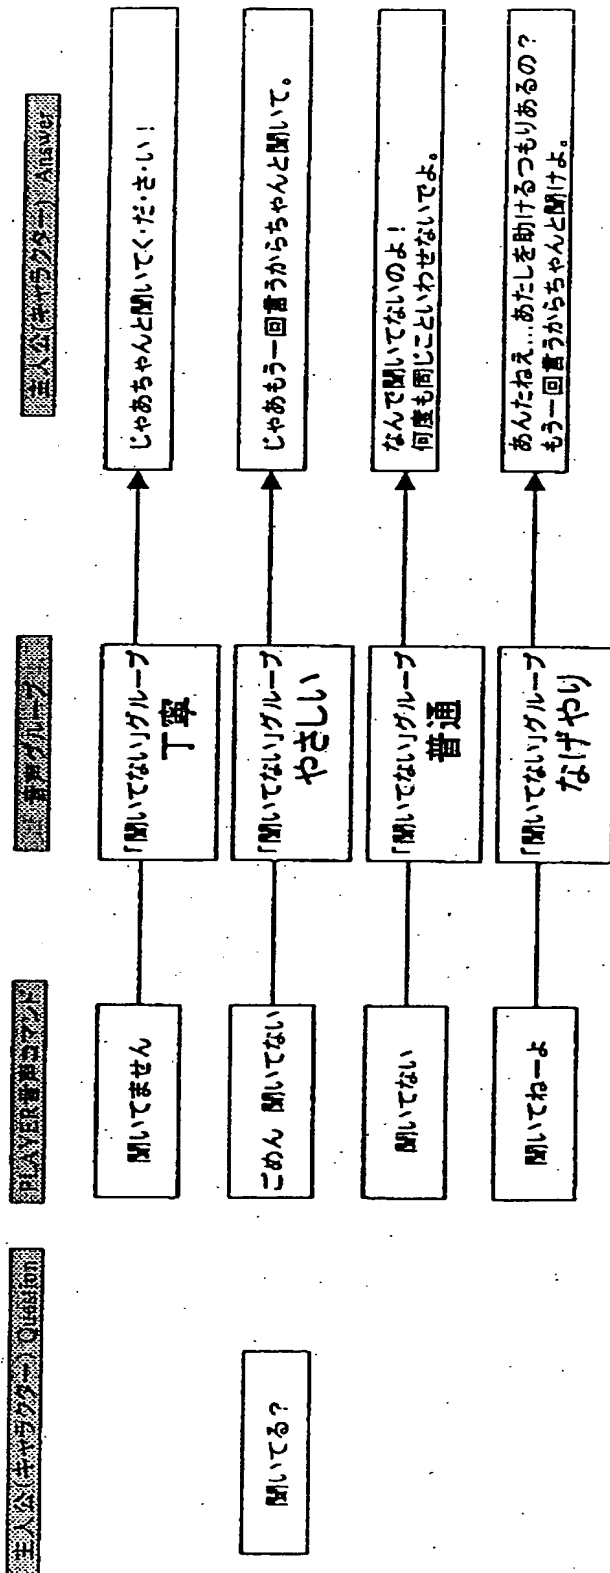 主人公(キャラクター) Question
聞いてる?
PLAYER音声コマンド
聞いてません
ごめん 聞いてない
聞いてない
聞いてねーよ
音声グループ
「聞いてない」グループ
丁寧
「聞いてない」グループ
やさしい
「聞いてない」グループ
普通
「聞いてない」グループ
なげやり
主人公(キャラクター) Answer
じゃあちゃんと聞いてく・だ・さ・い!
じゃあもう一回言うからちゃんと聞いて。
なんで聞いてないのよ!
何度も同じこといわせないでよ。
あんたねえ...あたしを助けるつもりあるの?
もう一回言うからちゃんと聞けよ。